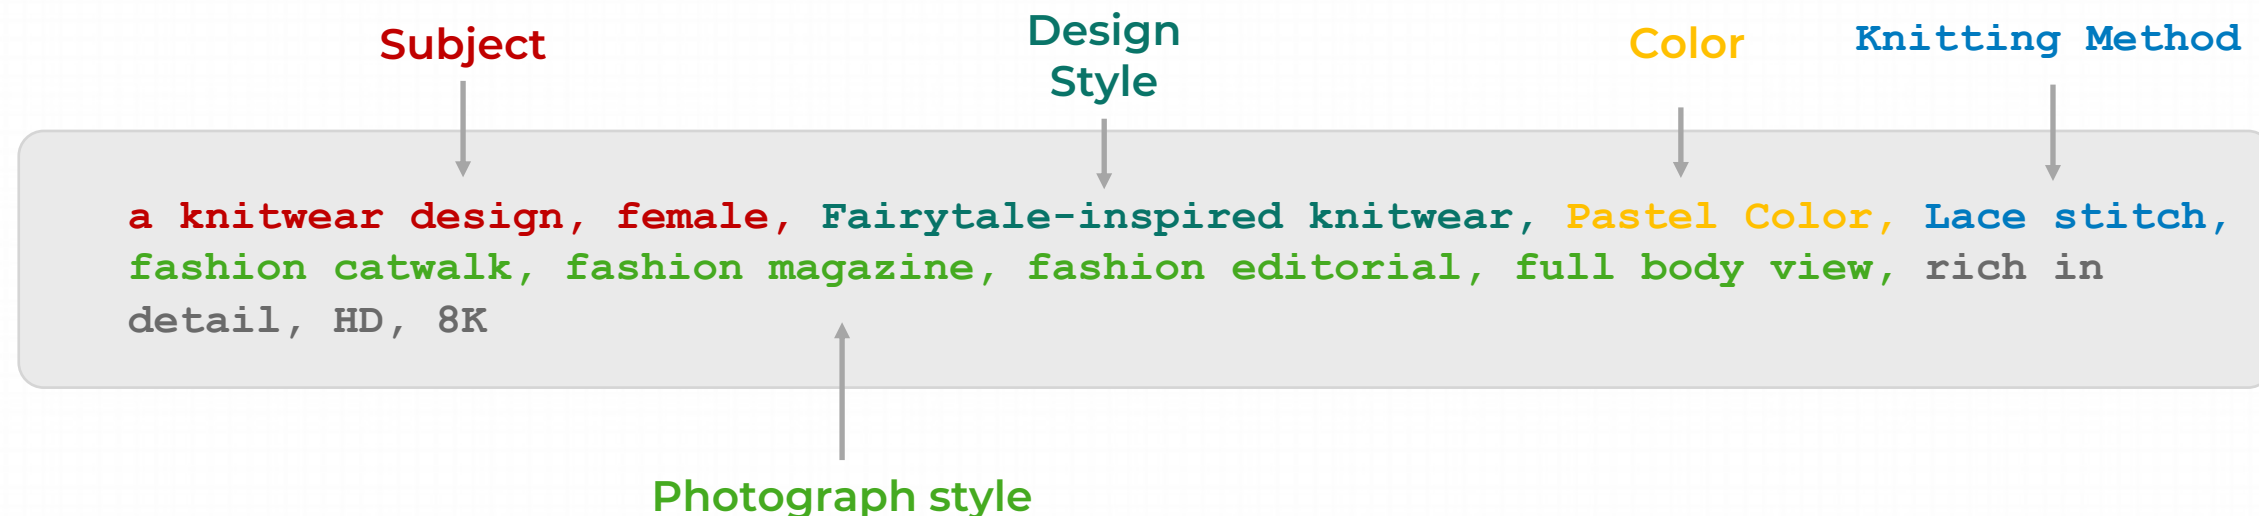 Subject
Design
Style
Color
Knitting Method
a knitwear design, female, Fairytale-inspired knitwear, Pastel Color, Lace stitch,
fashion catwalk, fashion magazine, fashion editorial, full body view, rich in
detail, HD, 8K
Photograph style